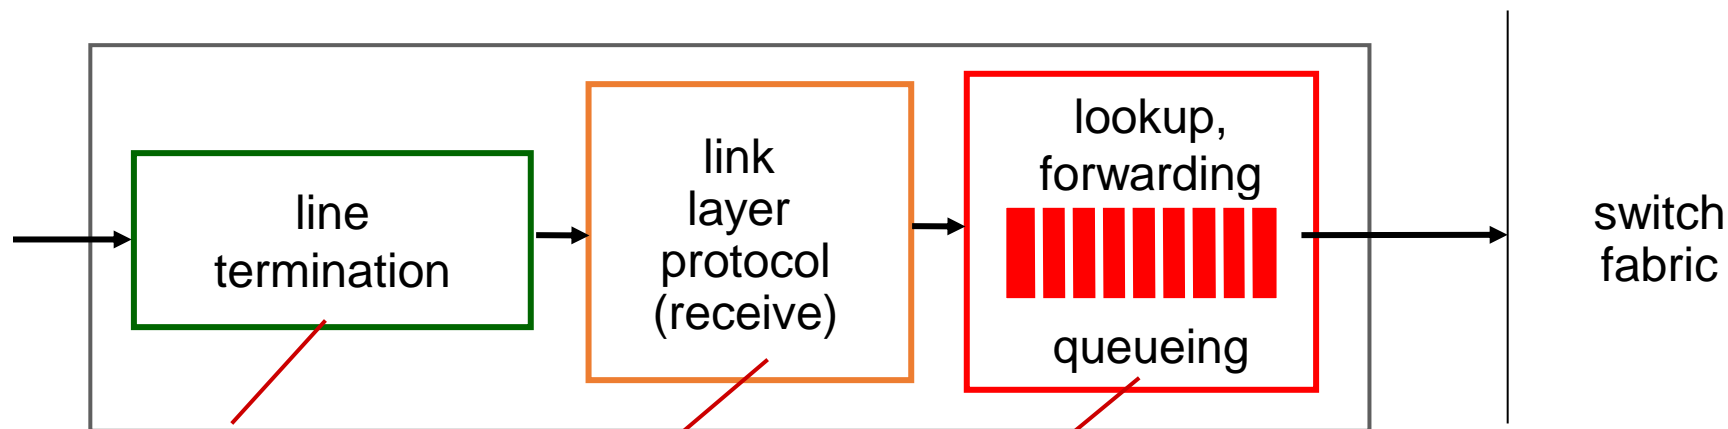 line
termination
link
layer
protocol
(receive)
lookup,
forwarding
queueing
switch
fabric